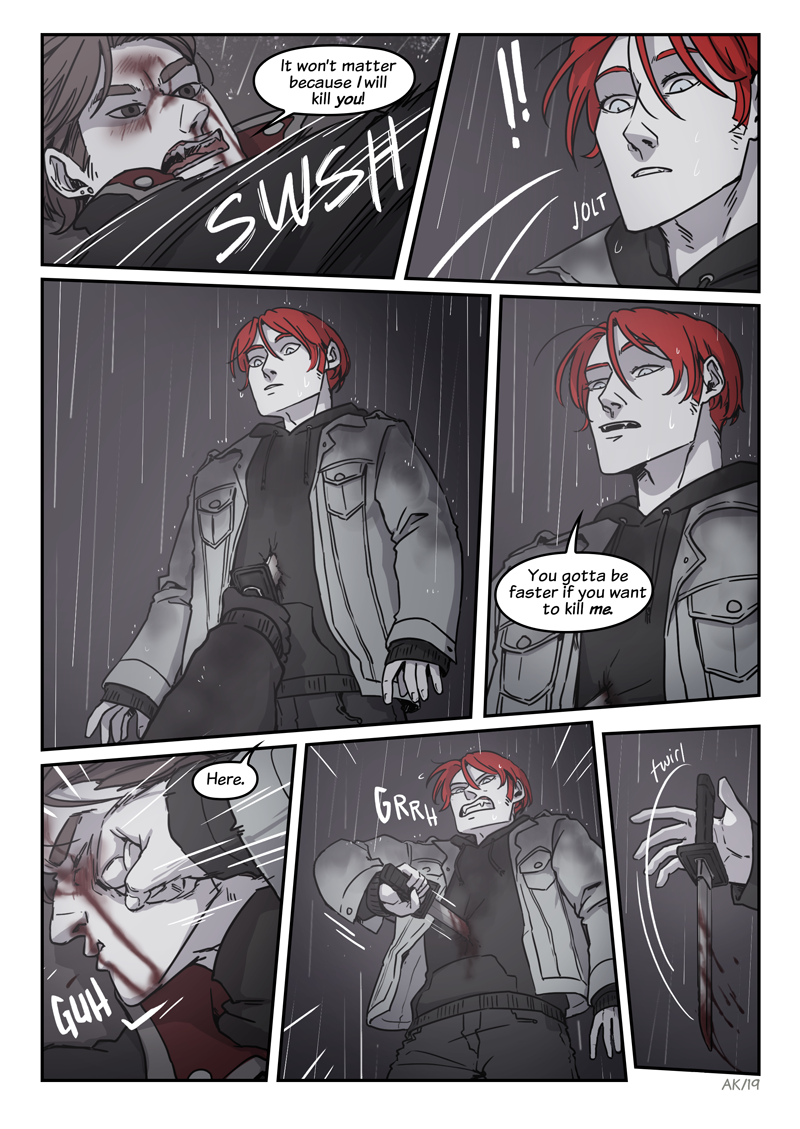 It won't matter
because I will
kill you!
SWSH
!!
JOLT
You gotta be
faster if you want
to kill me.
Here.
GUH
GRRH
twirl
AK/19